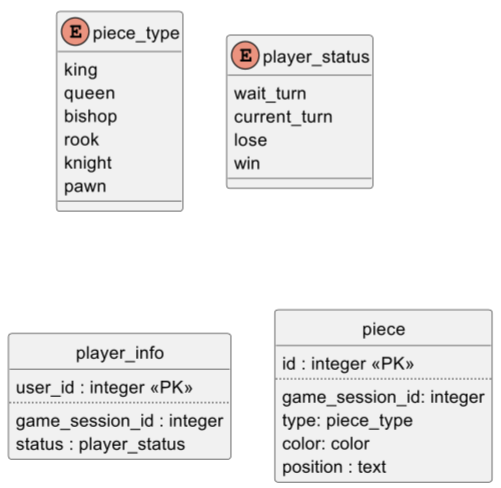 E piece_type
king
queen
bishop
rook
knight
pawn
E player_status
wait_turn
current_turn
lose
win
player_info
user_id : integer «PK»
game_session_id : integer
status : player_status
piece
id : integer «PK»
game_session_id: integer
type: piece_type
color: color
position : text